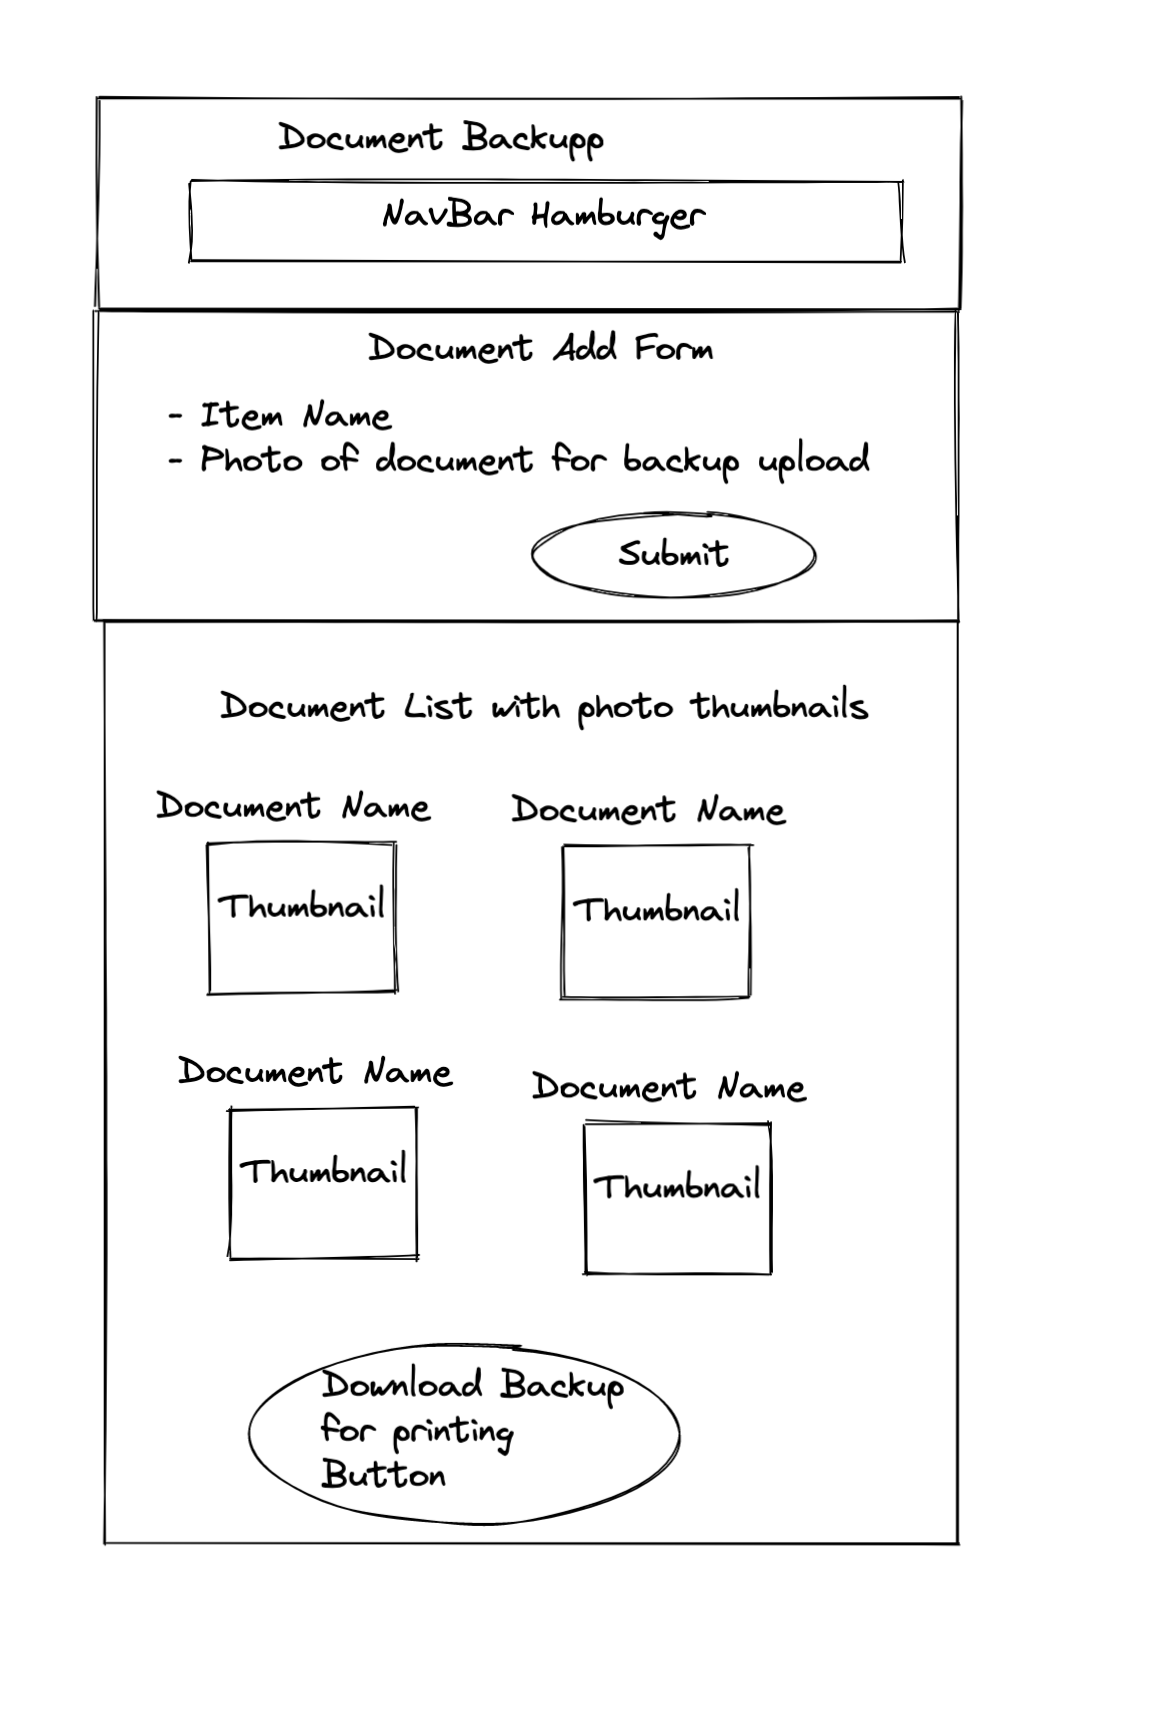 Document Backupp
NavBar Hamburger
Document Add Form
- Item Name
- Photo of document for backup upload
Submit
Document List with photo thumbnails
Document Name
Document Name
Thumbnail
Thumbnail
Document Name
Document Name
Thumbnail
Thumbnail
Download Backup
for printing
Button